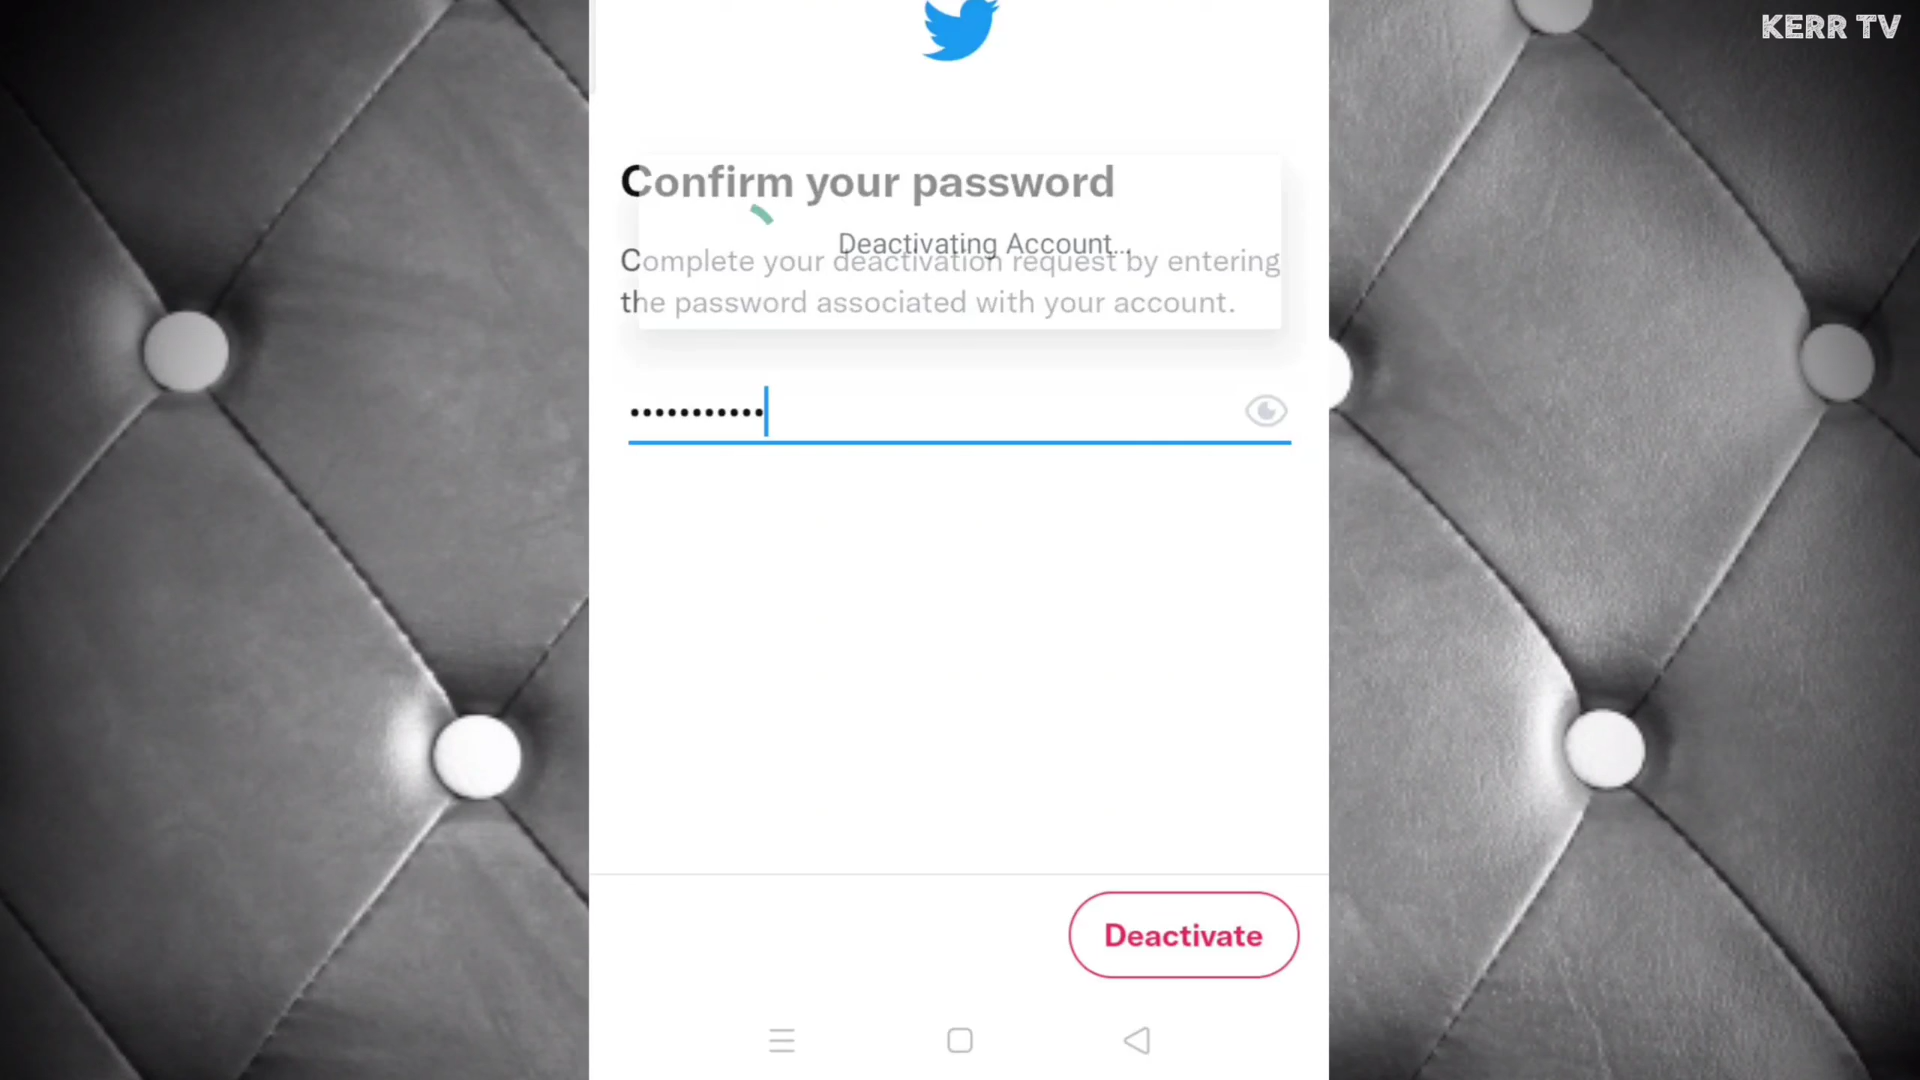 KERR TV
Confirm your password
Deactivating Account...
Complete your deactivation request by entering
the password associated with your account.
•••••••••••
Deactivate